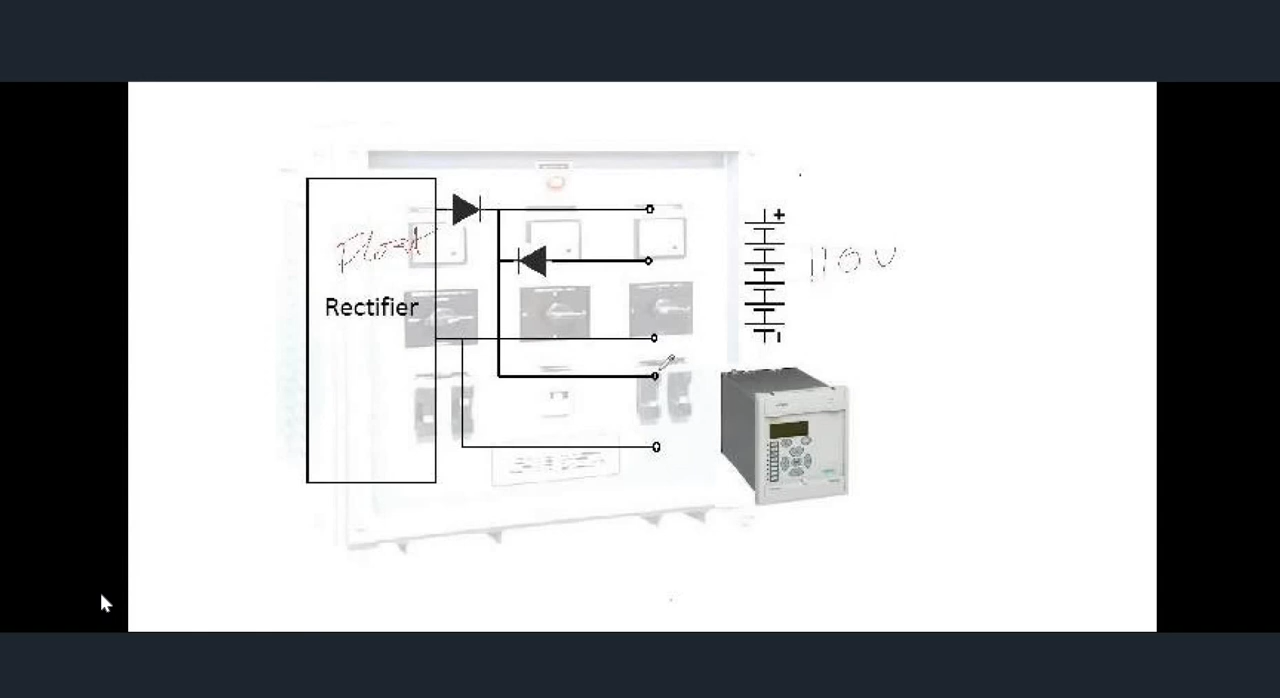 Float
Rectifier
+
110V
-